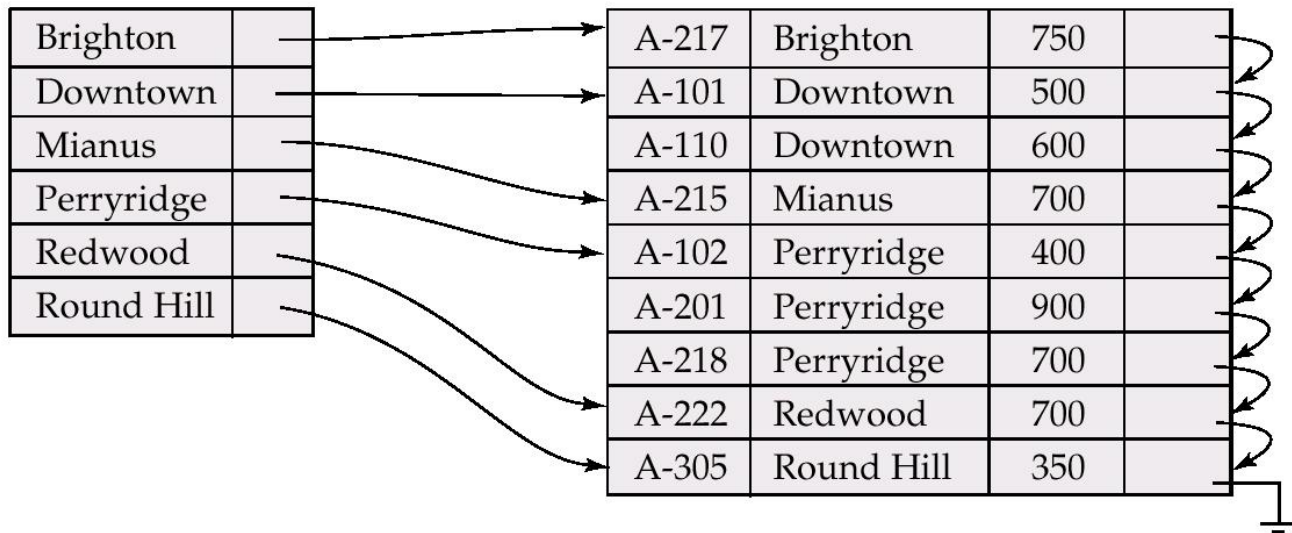 Brighton
Downtown
Mianus
Perryridge
Redwood
Round Hill
A-217 Brighton 750
A-101 Downtown 500
A-110 Downtown 600
A-215 Mianus 700
A-102 Perryridge 400
A-201 Perryridge 900
A-218 Perryridge 700
A-222 Redwood 700
A-305 Round Hill 350